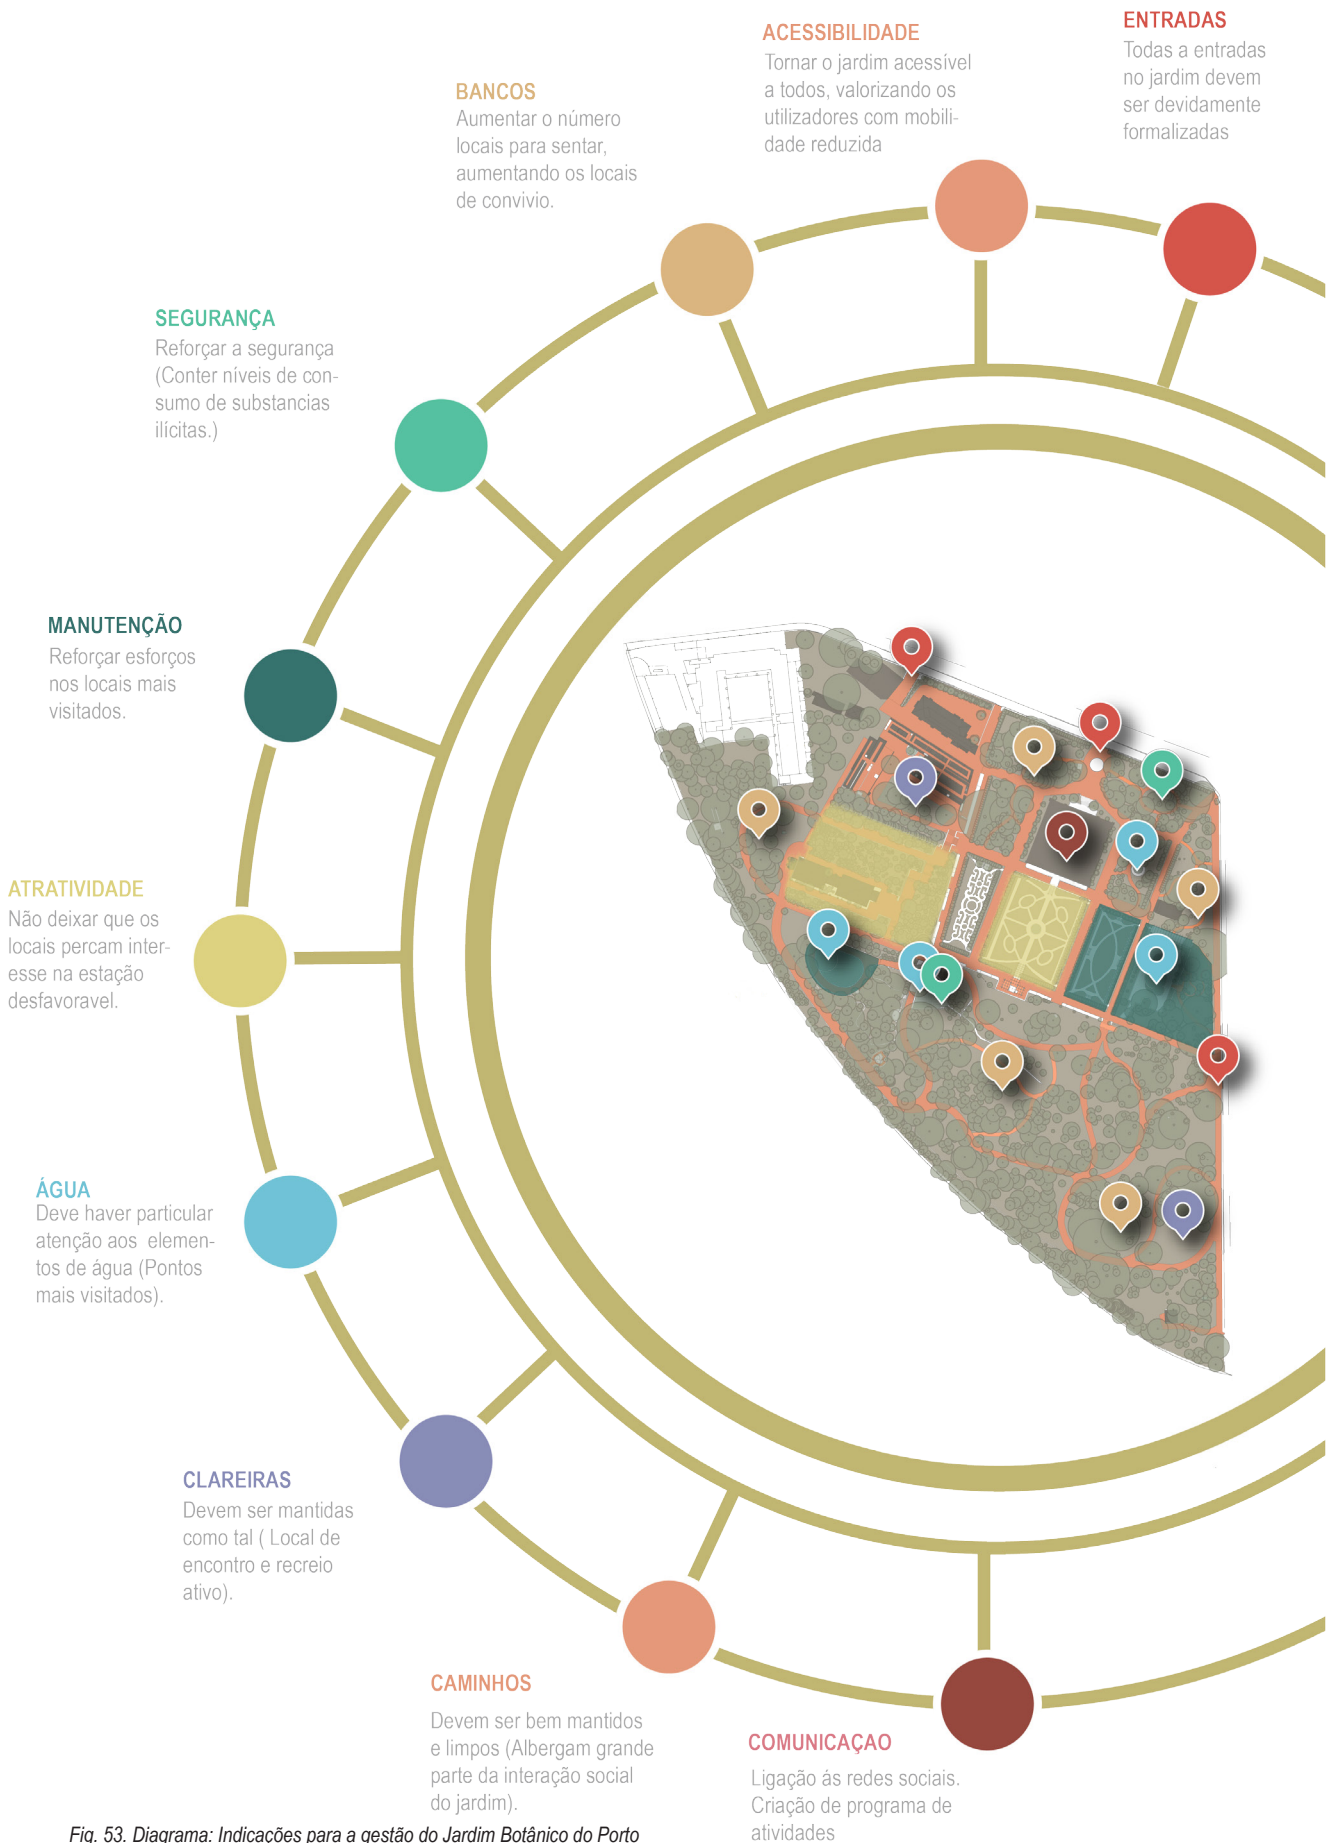 ENTRADAS
Todas a entradas
no jardim devem
ser devidamente
formalizadas
ACESSIBILIDADE
Tornar o jardim acessível
a todos, valorizando os
utilizadores com mobili-
dade reduzida
BANCOS
Aumentar o número
locais para sentar,
aumentando os locais
de convivio.
SEGURANÇA
Reforçar a segurança
(Conter níveis de con-
sumo de substancias
ilícitas.)
MANUTENÇÃO
Reforçar esforços
nos locais mais
visitados.
ATRATIVIDADE
Não deixar que os
locais percam inter-
esse na estação
desfavoravel.
ÁGUA
Deve haver particular
atenção aos  elemen-
tos de água (Pontos
mais visitados).
CLAREIRAS
Devem ser mantidas
como tal ( Local de
encontro e recreio
ativo).
CAMINHOS
Devem ser bem mantidos
e limpos (Albergam grande
parte da interação social
do jardim).
COMUNICAÇAO
Ligação ás redes sociais.
Criação de programa de
atividades
Fig. 53. Diagrama: Indicações para a gestão do Jardim Botânico do Porto